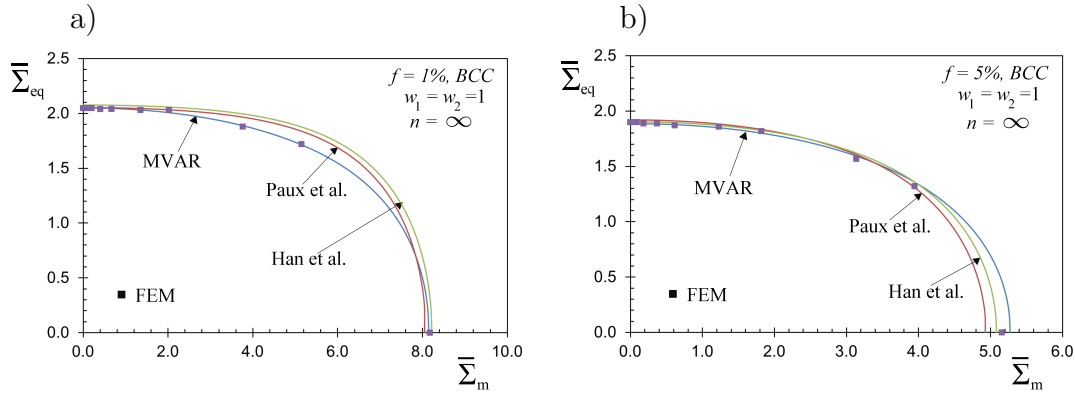 a)
Σ̅eq
2.5
2.0
1.5
1.0
0.5
0.0
f = 1%, BCC
w1 = w2 =1
n = ∞
MVAR
Paux et al.
Han et al.
FEM
0.0 2.0 4.0 6.0 8.0 10.0
Σ̅m
b)
Σ̅eq
2.5
2.0
1.5
1.0
0.5
0.0
f = 5%, BCC
w1 = w2 =1
n = ∞
MVAR
Paux et al.
Han et al.
FEM
0.0 1.0 2.0 3.0 4.0 5.0 6.0
Σ̅m